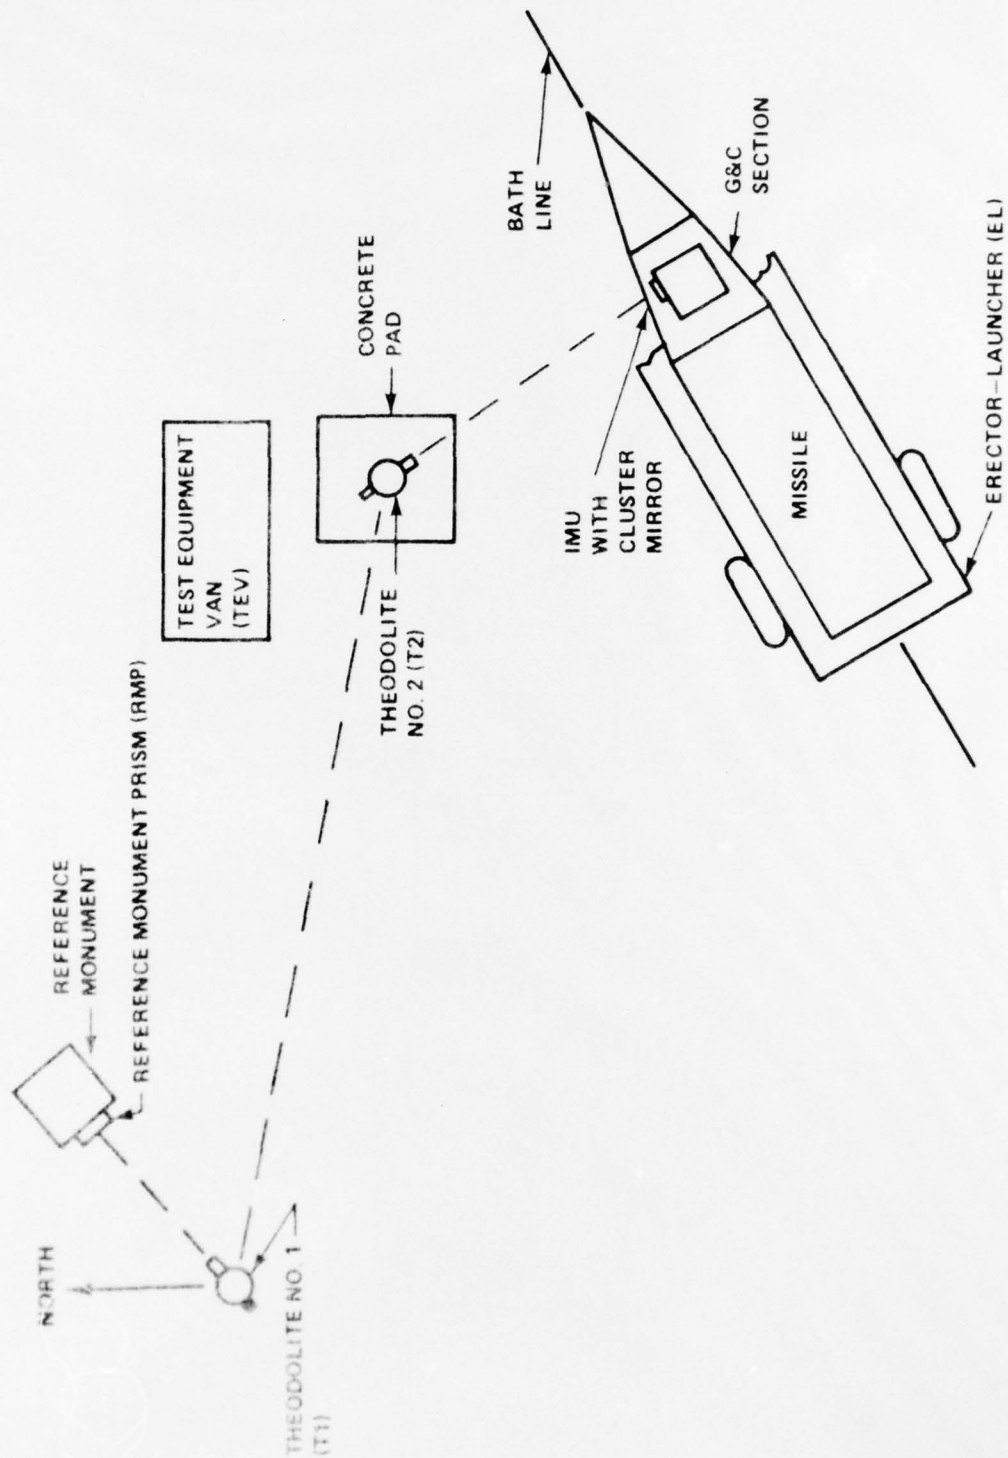 NORTH
REFERENCE
MONUMENT
REFERENCE MONUMENT PRISM (RMP)
THEODOLITE NO. 1
(T1)
TEST EQUIPMENT
VAN
(TEV)
CONCRETE
PAD
THEODOLITE
NO. 2 (T2)
BATH
LINE
IMU
WITH
CLUSTER
MIRROR
G&C
SECTION
MISSILE
ERECTOR-LAUNCHER (EL)